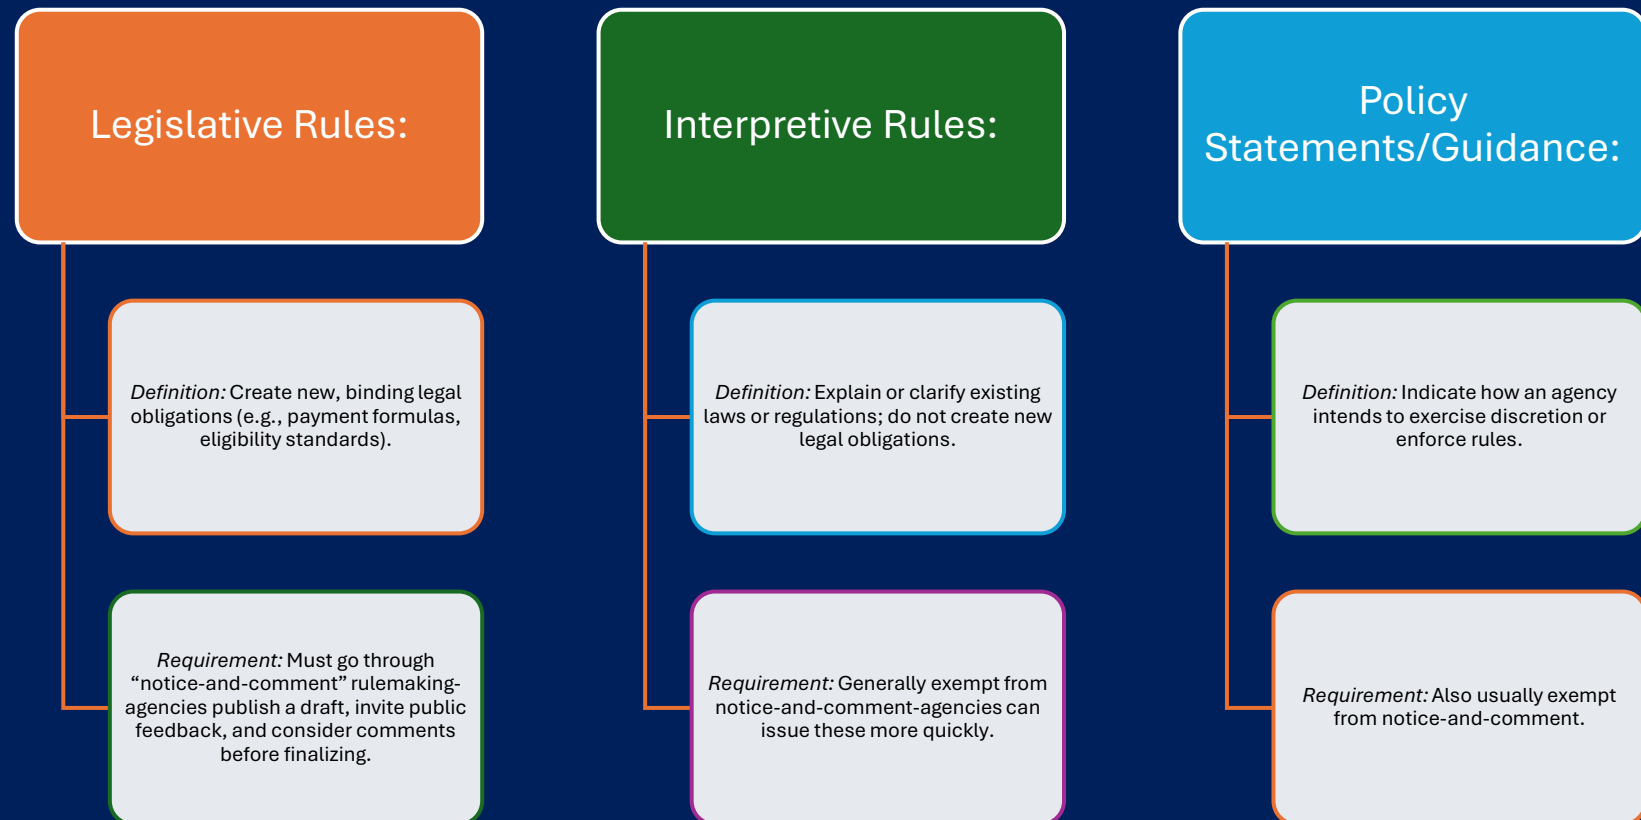 Legislative Rules:
Definition: Create new, binding legal
obligations (e.g., payment formulas,
eligibility standards).
Requirement: Must go through
“notice-and-comment” rulemaking-
agencies publish a draft, invite public
feedback, and consider comments
before finalizing.
Interpretive Rules:
Definition: Explain or clarify existing
laws or regulations; do not create new
legal obligations.
Requirement: Generally exempt from
notice-and-comment-agencies can
issue these more quickly.
Policy
Statements/Guidance:
Definition: Indicate how an agency
intends to exercise discretion or
enforce rules.
Requirement: Also usually exempt
from notice-and-comment.